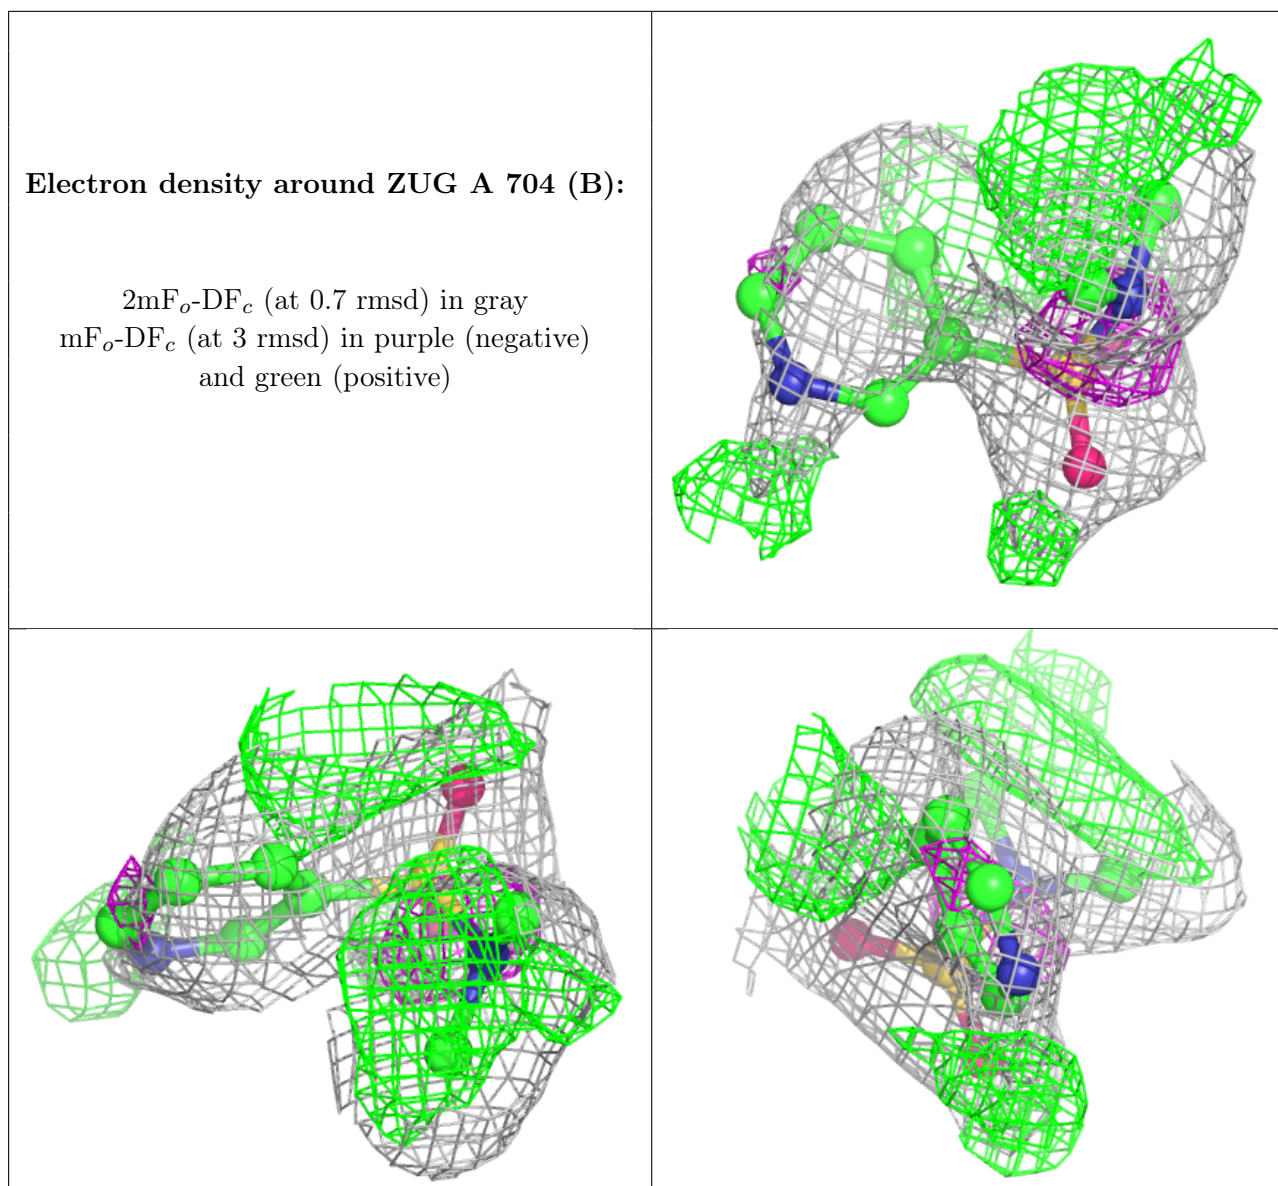 Electron density around ZUG A 704 (B):
2mFo-DFc (at 0.7 rmsd) in gray
mFo-DFc (at 3 rmsd) in purple (negative)
and green (positive)